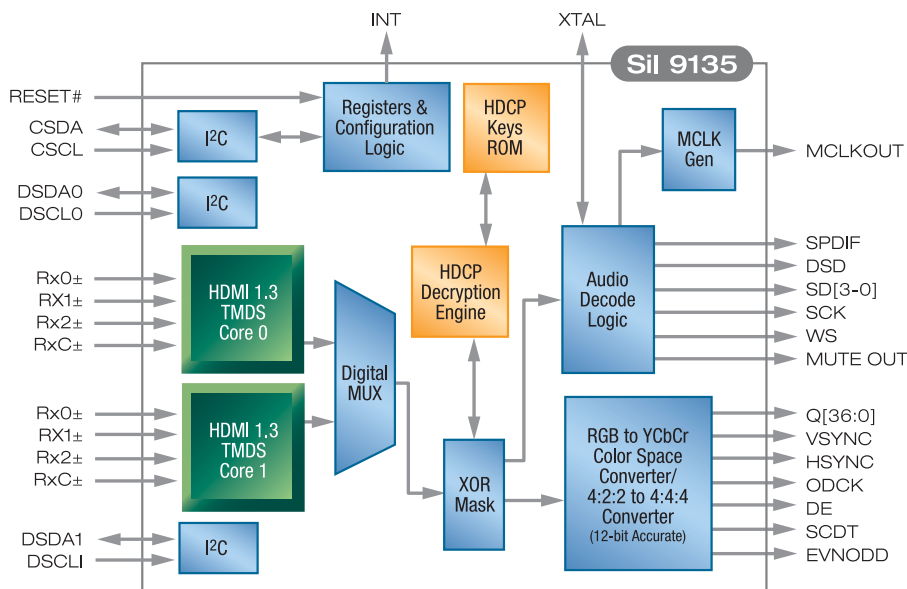 INT
XTAL
SiI 9135
RESET#
CSDA
CSCL
I²C
Registers &
Configuration
Logic
HDCP
Keys
ROM
MCLK
Gen
MCLKOUT
DSDA0
DSCL0
I²C
Rx0±
RX1±
Rx2±
RxC±
HDMI 1.3
TMDS
Core 0
Digital
MUX
HDCP
Decryption
Engine
Audio
Decode
Logic
SPDIF
DSD
SD[3-0]
SCK
WS
MUTE OUT
Rx0±
RX1±
Rx2±
RxC±
HDMI 1.3
TMDS
Core 1
XOR
Mask
RGB to YCbCr
Color Space
Converter/
4:2:2 to 4:4:4
Converter
(12-bit Accurate)
Q[36:0]
VSYNC
HSYNC
ODCK
DE
SCDT
EVNODD
DSDA1
DSCLI
I²C